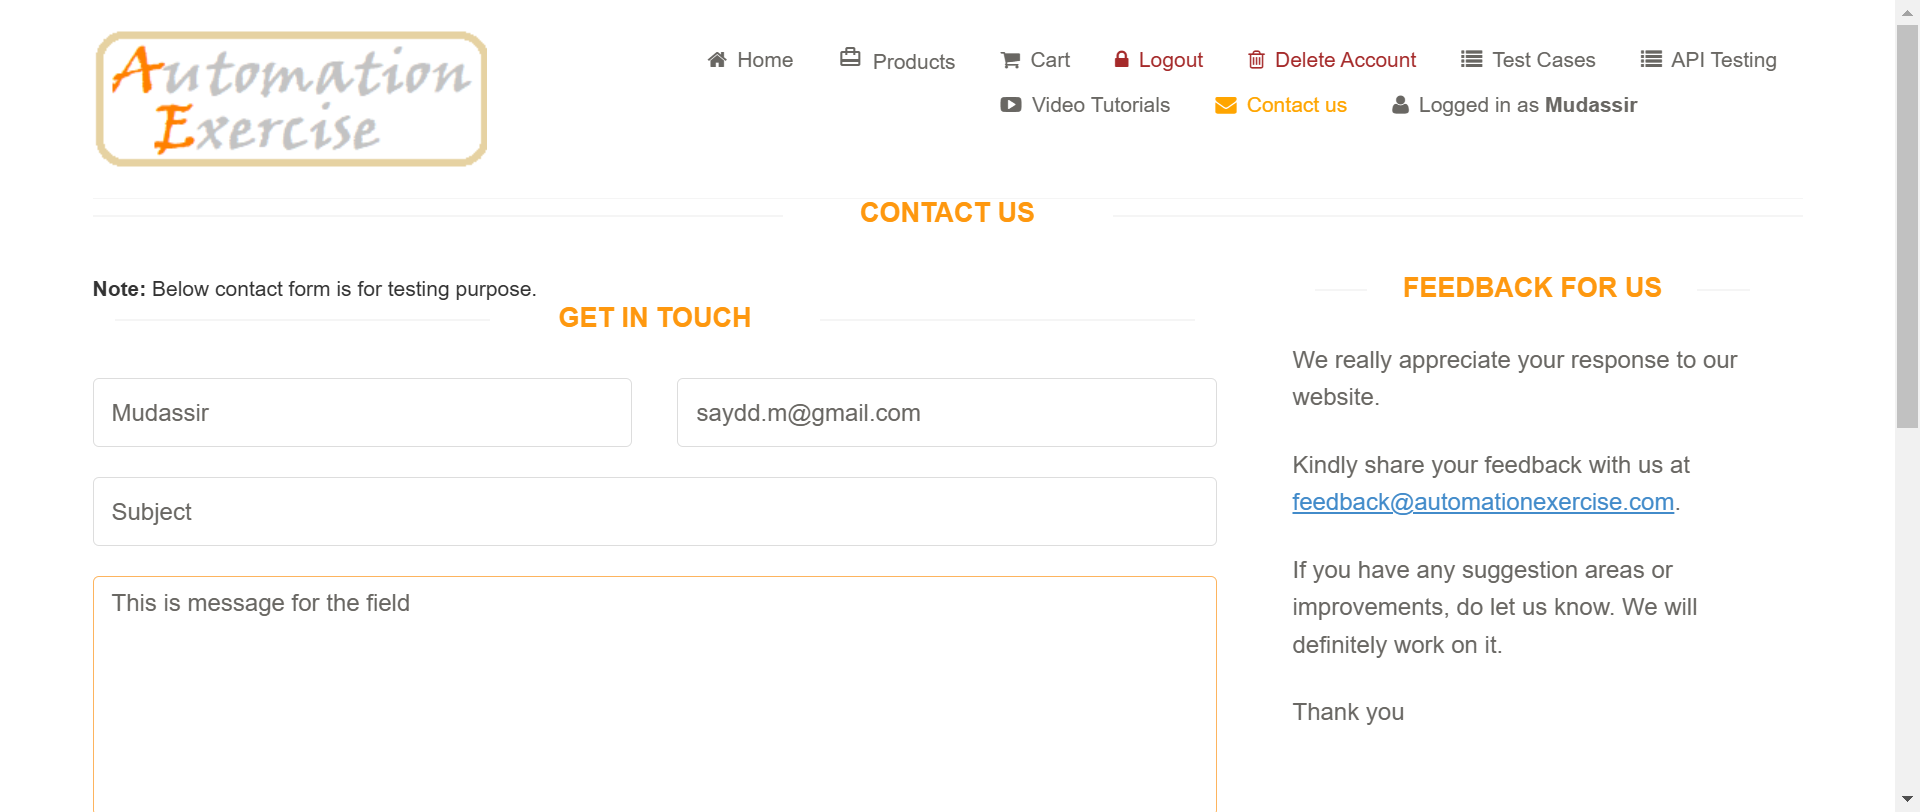 Automation
Exercise
Home Products Cart Logout Delete Account Test Cases API Testing
Video Tutorials Contact us Logged in as Mudassir
CONTACT US
Note: Below contact form is for testing purpose.
GET IN TOUCH
Mudassir saydd.m@gmail.com
Subject
This is message for the field
FEEDBACK FOR US
We really appreciate your response to our
website.
Kindly share your feedback with us at
feedback@automationexercise.com.
If you have any suggestion areas or
improvements, do let us know. We will
definitely work on it.
Thank you